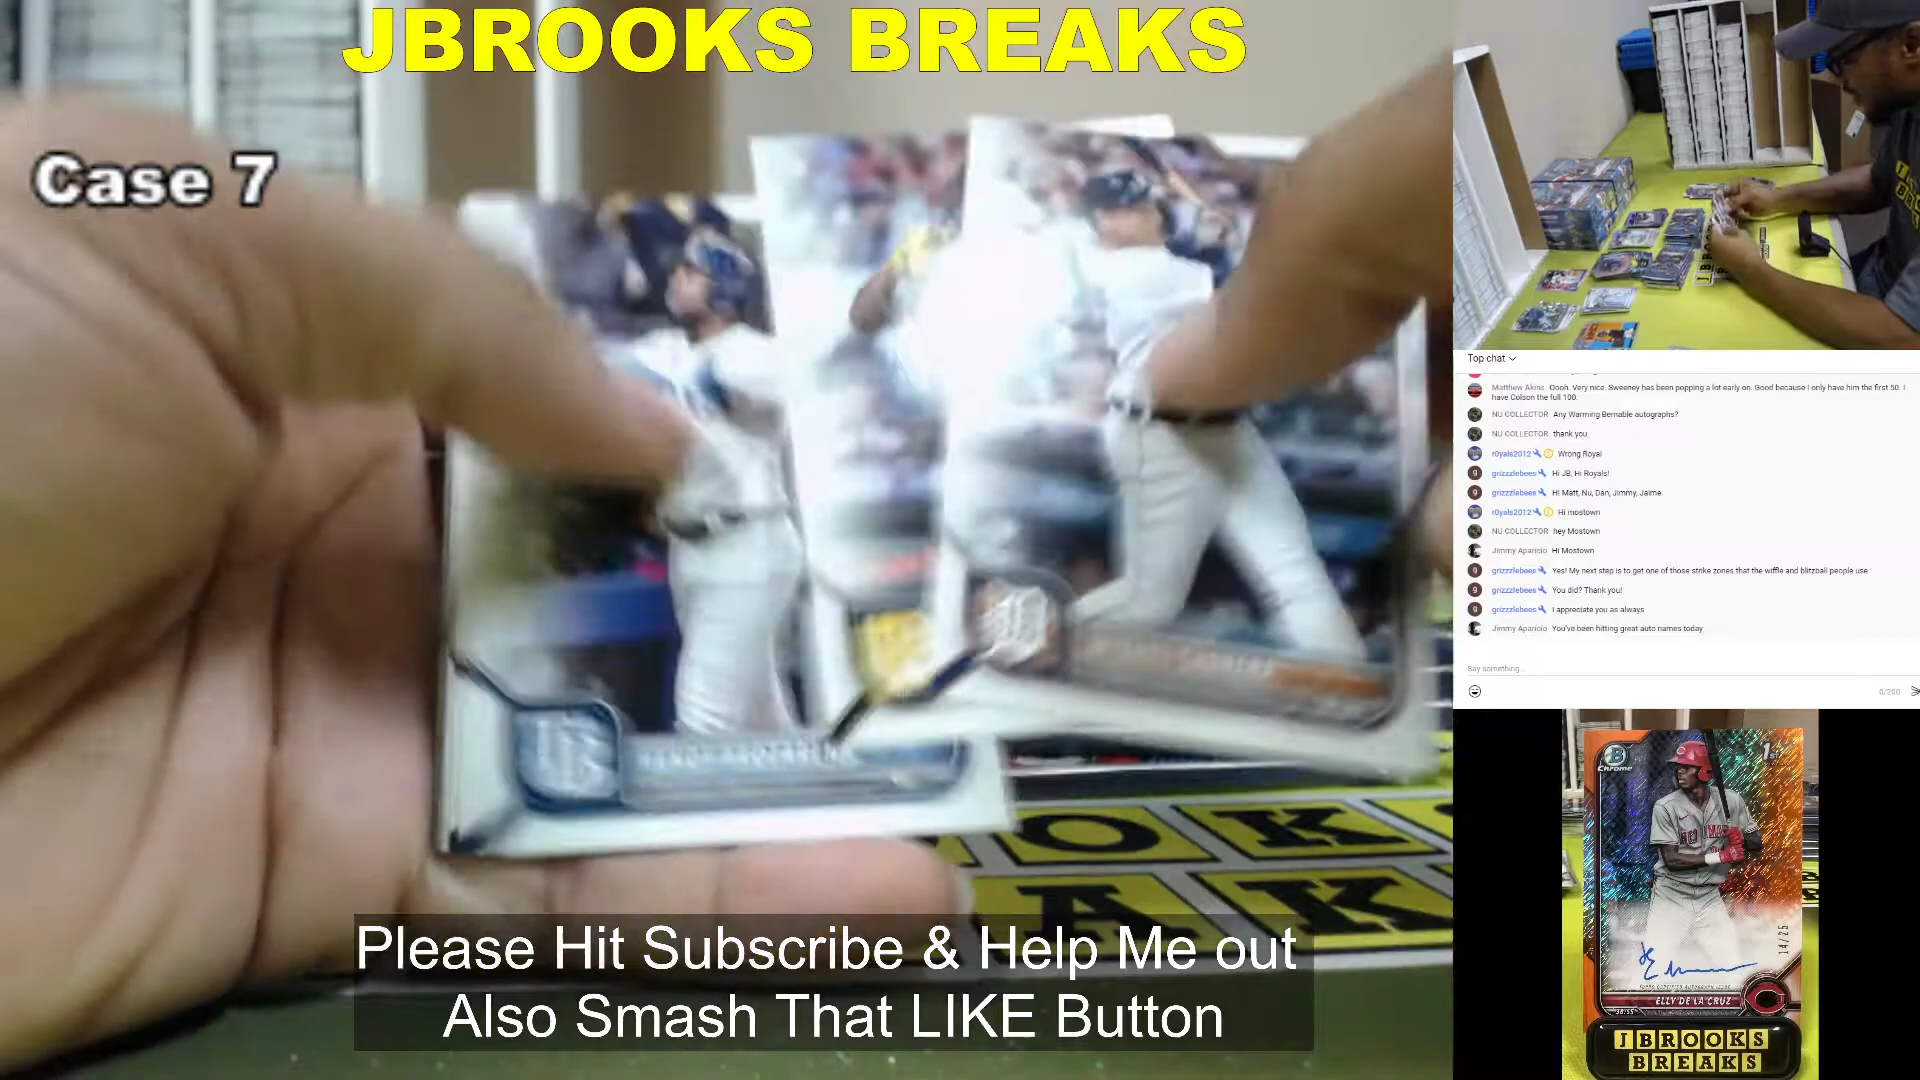 JBROOKS BREAKS
Case 7
Please Hit Subscribe & Help Me out
Also Smash That LIKE Button
Top chat
Matthew Akins Oooh. Very nice. Sweeney has been popping a lot early on. Good because I only have him the first 50. I
have Colson the full 100.
NU COLLECTOR Any Warming Bernable autographs?
NU COLLECTOR thank you
r0yals2012 Wrong Royal
grizzzlebees Hi JB, Hi Royals!
grizzzlebees Hi Matt, Nu, Dan, Jimmy, Jaime
r0yals2012 Hi mostown
NU COLLECTOR hey Mostown
Jimmy Aparicio Hi Mostown
grizzzlebees Yes! My next step is to get one of those strike zones that the wiffle and blitzball people use
grizzzlebees You did? Thank you!
grizzzlebees I appreciate you as always
Jimmy Aparicio You've been hitting great auto names today
Say something...
0/200
B
Chrome
1st
14/25
TOPPS CERTIFIED AUTOGRAPH ISSUE
ELLY DE LA CRUZ
JBROOKS
BREAKS